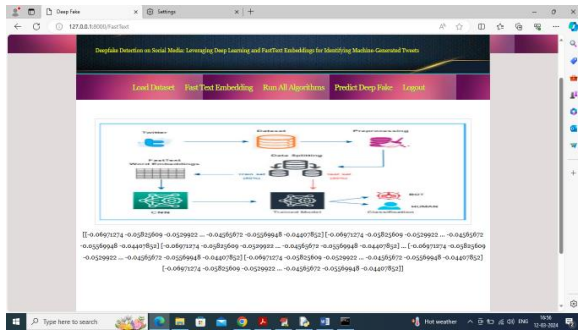 Deep Fake
Settings
127.0.0.1:8000/FastText
Deepfake Detection on Social Media: Leveraging Deep Learning and FastText Embeddings for Identifying Machine-Generated Tweets
Load Dataset Fast Text Embedding Run All Algorithms Predict Deep Fake Logout
Twitter Dataset Preprocessing
FastText
Word Embeddings
Data Splitting
BOT
HUMAN
CNN Trained Model Classification
[[-0.06971274 -0.05825609 -0.0529922 ... -0.04565672 -0.05569948 -0.04407852] [-0.06971274 -0.05825609 -0.0529922 ... -0.04565672
-0.05569948 -0.04407852] [-0.06971274 -0.05825609 -0.0529922 ... -0.04565672 -0.05569948 -0.04407852] ... [-0.06971274 -0.05825609
-0.0529922 ... -0.04565672 -0.05569948 -0.04407852] [-0.06971274 -0.05825609 -0.0529922 ... -0.04565672 -0.05569948 -0.04407852]
[-0.06971274 -0.05825609 -0.0529922 ... -0.04565672 -0.05569948 -0.04407852]]
Type here to search
Hot weather
ENG
16:56
12-03-2024